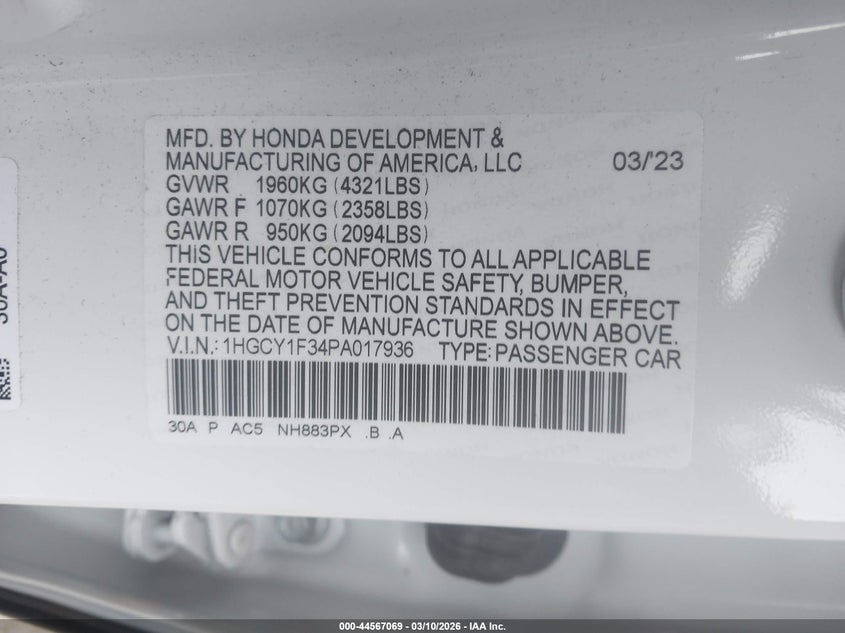 MFD. BY HONDA DEVELOPMENT &
MANUFACTURING OF AMERICA, LLC 03/'23
GVWR 1960KG (4321LBS)
GAWR F 1070KG (2358LBS)
GAWR R 950KG (2094LBS)
THIS VEHICLE CONFORMS TO ALL APPLICABLE
FEDERAL MOTOR VEHICLE SAFETY, BUMPER,
AND THEFT PREVENTION STANDARDS IN EFFECT
ON THE DATE OF MANUFACTURE SHOWN ABOVE.
V.I.N.: 1HGCY1F34PA017936 TYPE: PASSENGER CAR
30A P AC5 NH883PX .B .A
30A-A0
000-44567069 — 03/10/2026 — IAA Inc.